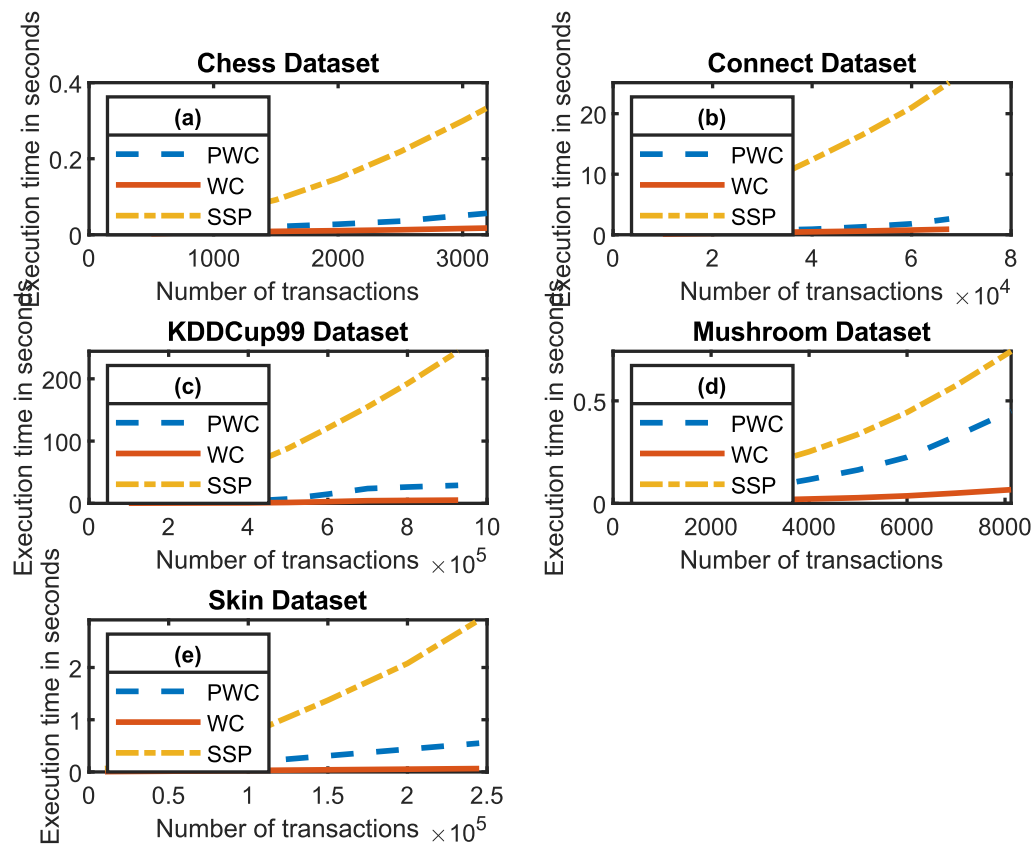 Chess Dataset
Execution time in seconds
0.4
0.2
0
(a)
PWC
WC
SSP
0 1000 2000 3000
Number of transactions
Connect Dataset
Execution time in seconds
20
10
0
(b)
PWC
WC
SSP
0 2 4 6 8
Number of transactions ×10^4
KDDCup99 Dataset
Execution time in seconds
200
100
0
(c)
PWC
WC
SSP
0 2 4 6 8 10
Number of transactions ×10^5
Mushroom Dataset
Execution time in seconds
0.5
0
(d)
PWC
WC
SSP
0 2000 4000 6000 8000
Number of transactions
Skin Dataset
Execution time in seconds
2
1
0
(e)
PWC
WC
SSP
0 0.5 1 1.5 2 2.5
Number of transactions ×10^5